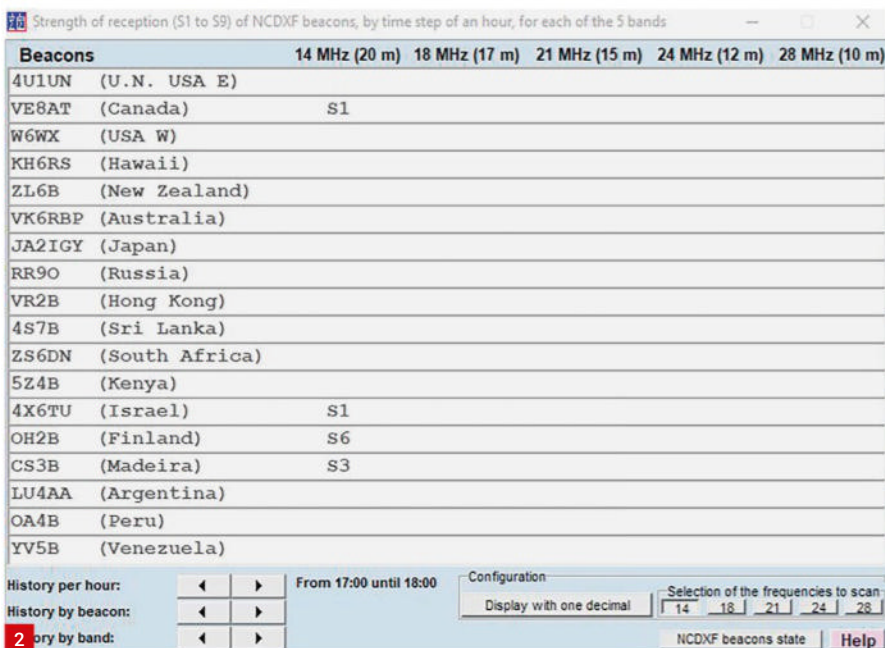 Strength of reception (S1 to S9) of NCDXF beacons, by time step of an hour, for each of the 5 bands
Beacons 14 MHz (20 m) 18 MHz (17 m) 21 MHz (15 m) 24 MHz (12 m) 28 MHz (10 m)
4U1UN (U.N. USA E)
VE8AT (Canada) S1
W6WX (USA W)
KH6RS (Hawaii)
ZL6B (New Zealand)
VK6RBP (Australia)
JA2IGY (Japan)
RR9O (Russia)
VR2B (Hong Kong)
4S7B (Sri Lanka)
ZS6DN (South Africa)
5Z4B (Kenya)
4X6TU (Israel) S1
OH2B (Finland) S6
CS3B (Madeira) S3
LU4AA (Argentina)
OA4B (Peru)
YV5B (Venezuela)
History per hour: From 17:00 until 18:00 Configuration
Display with one decimal Selection of the frequencies to scan
History by beacon: 14 18 21 24 28
2 ory by band: NCDXF beacons state Help